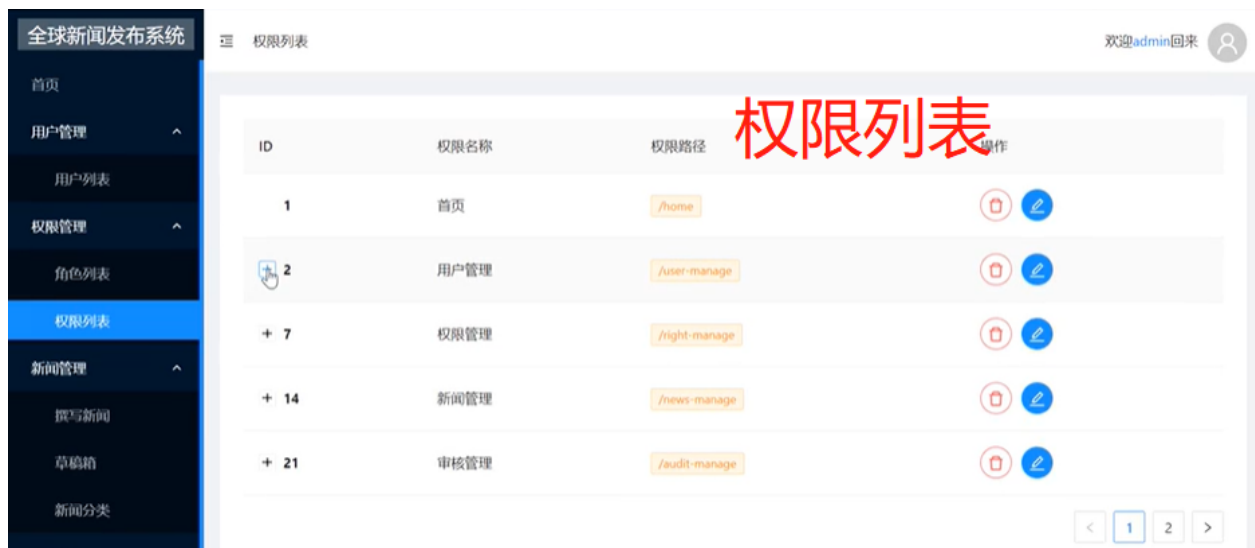 全球新闻发布系统
首页
用户管理
用户列表
权限管理
角色列表
权限列表
新闻管理
撰写新闻
草稿箱
新闻分类
权限列表
欢迎admin回来
权限列表
ID 权限名称 权限路径 操作
1 首页 /home
2 用户管理 /user-manage
+ 7 权限管理 /right-manage
+ 14 新闻管理 /news-manage
+ 21 审核管理 /audit-manage
< 1 2 >